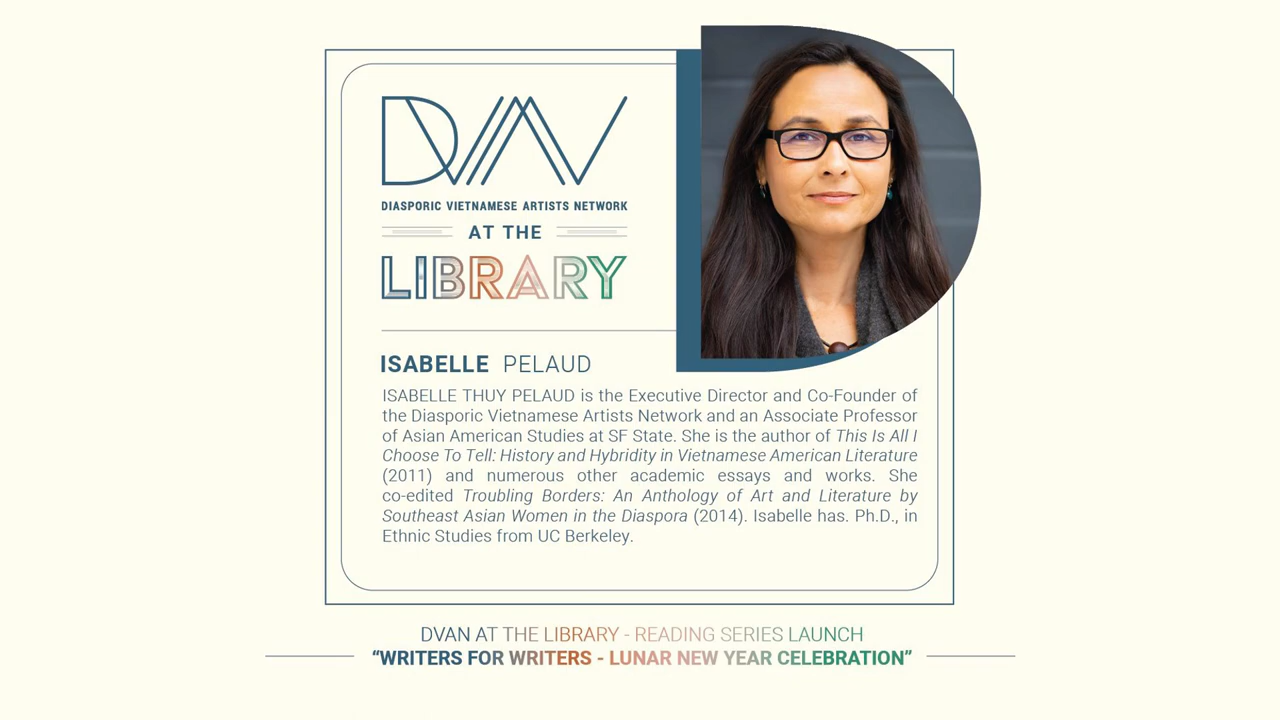 DVAN
DIASPORIC VIETNAMESE ARTISTS NETWORK
AT THE
LIBRARY
ISABELLE PELAUD
ISABELLE THUY PELAUD is the Executive Director and Co-Founder of
the Diasporic Vietnamese Artists Network and an Associate Professor
of Asian American Studies at SF State. She is the author of This Is All I
Choose To Tell: History and Hybridity in Vietnamese American Literature
(2011) and numerous other academic essays and works. She
co-edited Troubling Borders: An Anthology of Art and Literature by
Southeast Asian Women in the Diaspora (2014). Isabelle has. Ph.D., in
Ethnic Studies from UC Berkeley.
DVAN AT THE LIBRARY - READING SERIES LAUNCH
“WRITERS FOR WRITERS - LUNAR NEW YEAR CELEBRATION”